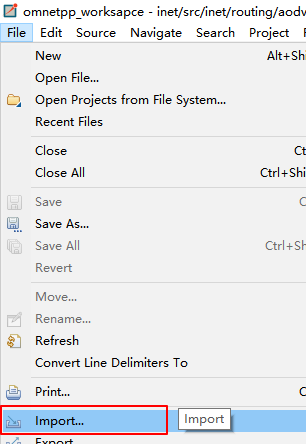 omnetpp_worksapce - inet/src/inet/routing/aodv
File Edit Source Navigate Search Project
New Alt+Shi
Open File...
Open Projects from File System...
Recent Files
Close Ct
Close All Ctrl+Shi
Save C
Save As...
Save All Ctrl+Shi
Revert
Move...
Rename...
Refresh
Convert Line Delimiters To
Print... Ct
Import... Import
Export